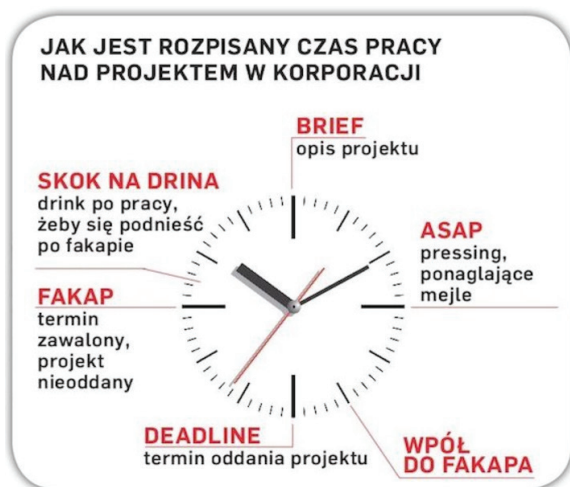 JAK JEST ROZPISANY CZAS PRACY
NAD PROJEKTEM W KORPORACJI
BRIEF
opis projektu
SKOK NA DRINA
drink po pracy,
żeby się podnieść
po fakapie
ASAP
pressing,
ponaglające
mejle
FAKAP
termin
zawalony,
projekt
nieoddany
DEADLINE
termin oddania projektu
WPÓŁ
DO FAKAPA